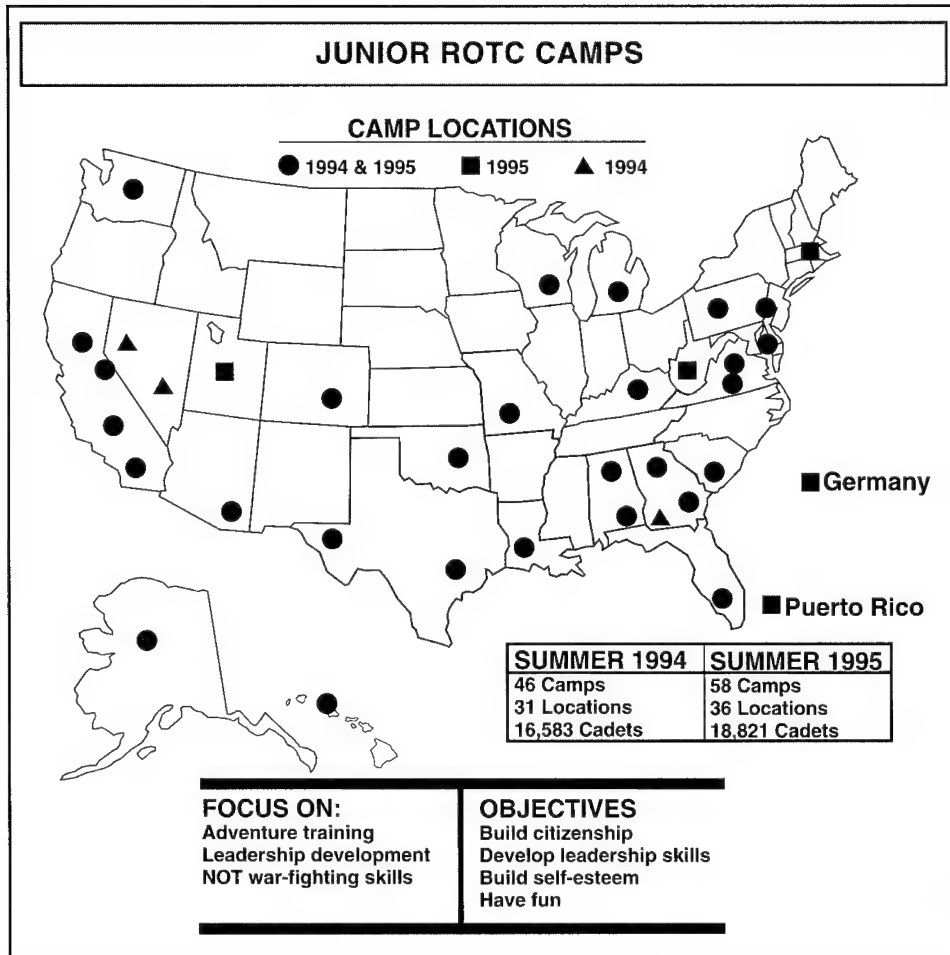 JUNIOR ROTC CAMPS
CAMP LOCATIONS
1994 & 1995
1995
1994
Germany
Puerto Rico
SUMMER 1994
46 Camps
31 Locations
16,583 Cadets
SUMMER 1995
58 Camps
36 Locations
18,821 Cadets
FOCUS ON:
Adventure training
Leadership development
NOT war-fighting skills
OBJECTIVES
Build citizenship
Develop leadership skills
Build self-esteem
Have fun